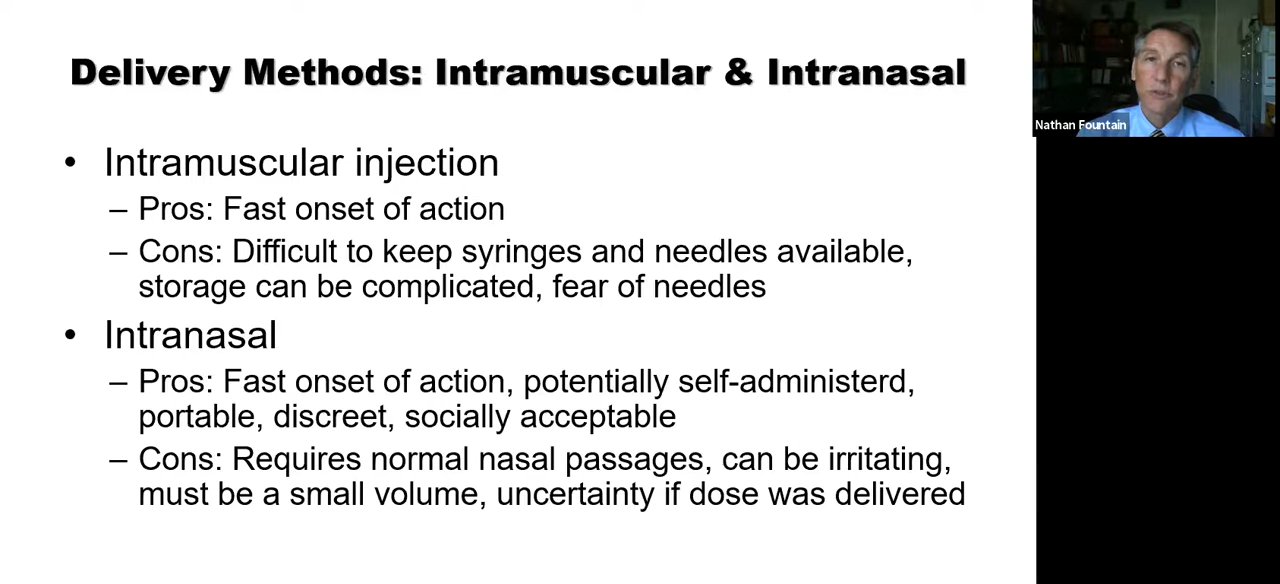 Delivery Methods: Intramuscular & Intranasal
Nathan Fountain
• Intramuscular injection
– Pros: Fast onset of action
– Cons: Difficult to keep syringes and needles available,
storage can be complicated, fear of needles
• Intranasal
– Pros: Fast onset of action, potentially self-administerd,
portable, discreet, socially acceptable
– Cons: Requires normal nasal passages, can be irritating,
must be a small volume, uncertainty if dose was delivered